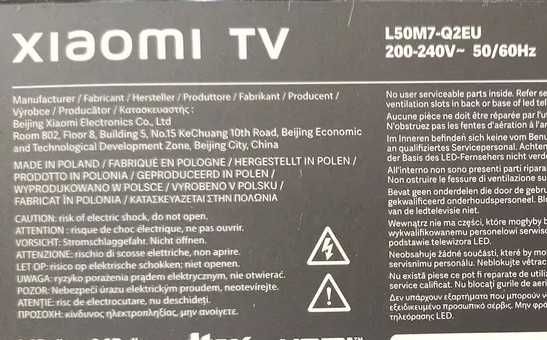 xiaomi TV
L50M7-Q2EU
200-240V~ 50/60Hz
Manufacturer / Fabricant / Hersteller / Produttore / Fabrikant / Producent /
Výrobce / Producător / Κατασκευαστής :
Beijing Xiaomi Electronics Co., Ltd
Room 802, Floor 8, Building 5, No.15 KeChuang 10th Road, Beijing Economic
and Technological Development Zone, Beijing City, China
MADE IN POLAND / FABRIQUÉ EN POLOGNE / HERGESTELLT IN POLEN /
PRODOTTO IN POLONIA / GEPRODUCEERD IN POLEN /
WYPRODUKOWANO W POLSCE / VYROBENO V POLSKU /
FABRICAT ÎN POLONIA / ΚΑΤΑΣΚΕΥΑΖΕΤΑΙ ΣΤΗΝ ΠΟΛΩΝΙΑ
CAUTION: risk of electric shock, do not open.
ATTENTION : risque de choc électrique, ne pas ouvrir.
VORSICHT: Stromschlaggefahr. Nicht öffnen.
ATTENZIONE: rischio di scosse elettriche, non aprire.
LET OP: risico op elektrische schokken; niet openen.
UWAGA: ryzyko porażenia prądem elektrycznym, nie otwierać.
POZOR: Nebezpečí úrazu elektrickým proudem, neotevírejte.
ATENȚIE: risc de electrocutare, nu deschideți.
ΠΡΟΣΟΧΗ: κίνδυνος ηλεκτροπληξίας, μην ανοίγετε.
No user serviceable parts inside. Refer se
ventilation slots in back or base of led tel
Aucune pièce ne doit être réparée par l'ut
N'obstruez pas les fentes d'aération à l'ar
Im Inneren befinden sich keine vom Benu
an qualifiziertes Servicepersonal. Achten
der Basis des LED-Fernsehers nicht verde
All'interno non sono presenti parti ripara
Non ostruire le fessure di ventilazione su
Bevat geen onderdelen die door de gebru
gekwalificeerd onderhoudspersoneel. Blo
van de ledtelevisie niet.
Wewnątrz nie ma części, które mogłyby b
wykwalifikowanemu personelowi serwisow
podstawie telewizora LED.
Neobsahuje žádné součásti, které by mohl
servisnímu personálu. Neblokujte větrac
Nu există piese ce pot fi reparate de utiliz
service calificat. Nu blocați gurile de aeri
Δεν υπάρχουν εξαρτήματα που μπορούν ν
εξειδικευμένο προσωπικό σέρβις. Μην φρ
τηλεόρασης LED.